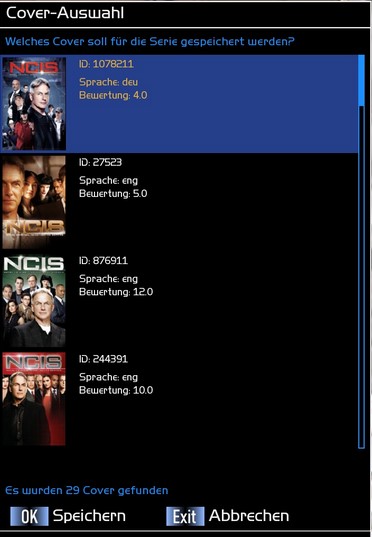 Cover-Auswahl
Welches Cover soll für die Serie gespeichert werden?
NCIS
ID: 1078211
Sprache: deu
Bewertung: 4.0
NCIS
ID: 27523
Sprache: eng
Bewertung: 5.0
NCIS
ID: 876911
Sprache: eng
Bewertung: 12.0
NCIS
ID: 244391
Sprache: eng
Bewertung: 10.0
Es wurden 29 Cover gefunden
OK Speichern Exit Abbrechen